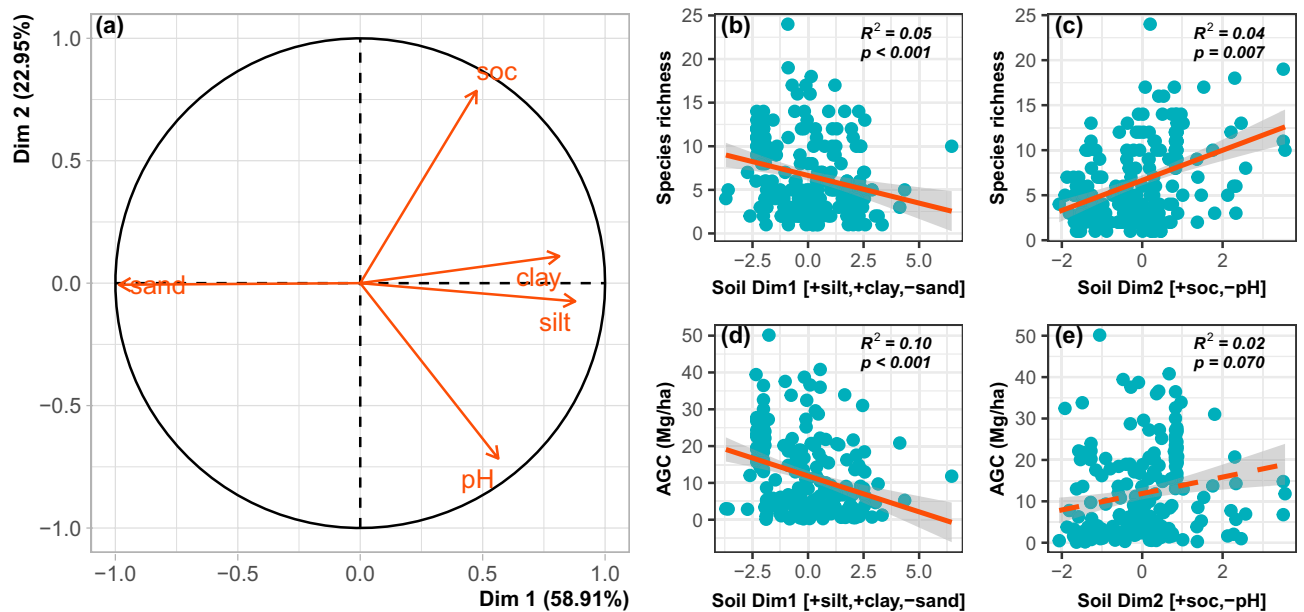 (a)
Dim 2 (22.95%)
1.0
0.5
0.0
−0.5
−1.0
soc
sand
clay
silt
pH
−1.0 −0.5 0.0 0.5 1.0
Dim 1 (58.91%)
(b)
R² = 0.05
p < 0.001
Species richness
25
20
15
10
5
0
−2.5 0.0 2.5 5.0
Soil Dim1 [+silt,+clay,−sand]
(c)
R² = 0.04
p = 0.007
Species richness
25
20
15
10
5
0
−2 0 2
Soil Dim2 [+soc,−pH]
(d)
R² = 0.10
p < 0.001
AGC (Mg/ha)
50
40
30
20
10
0
−2.5 0.0 2.5 5.0
Soil Dim1 [+silt,+clay,−sand]
(e)
R² = 0.02
p = 0.070
AGC (Mg/ha)
50
40
30
20
10
0
−2 0 2
Soil Dim2 [+soc,−pH]